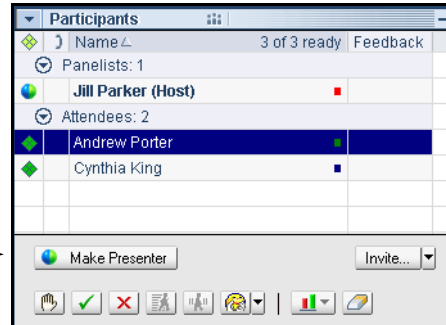 Participants
Name 3 of 3 ready Feedback
Panelists: 1
Jill Parker (Host)
Attendees: 2
Andrew Porter
Cynthia King
Make Presenter Invite...